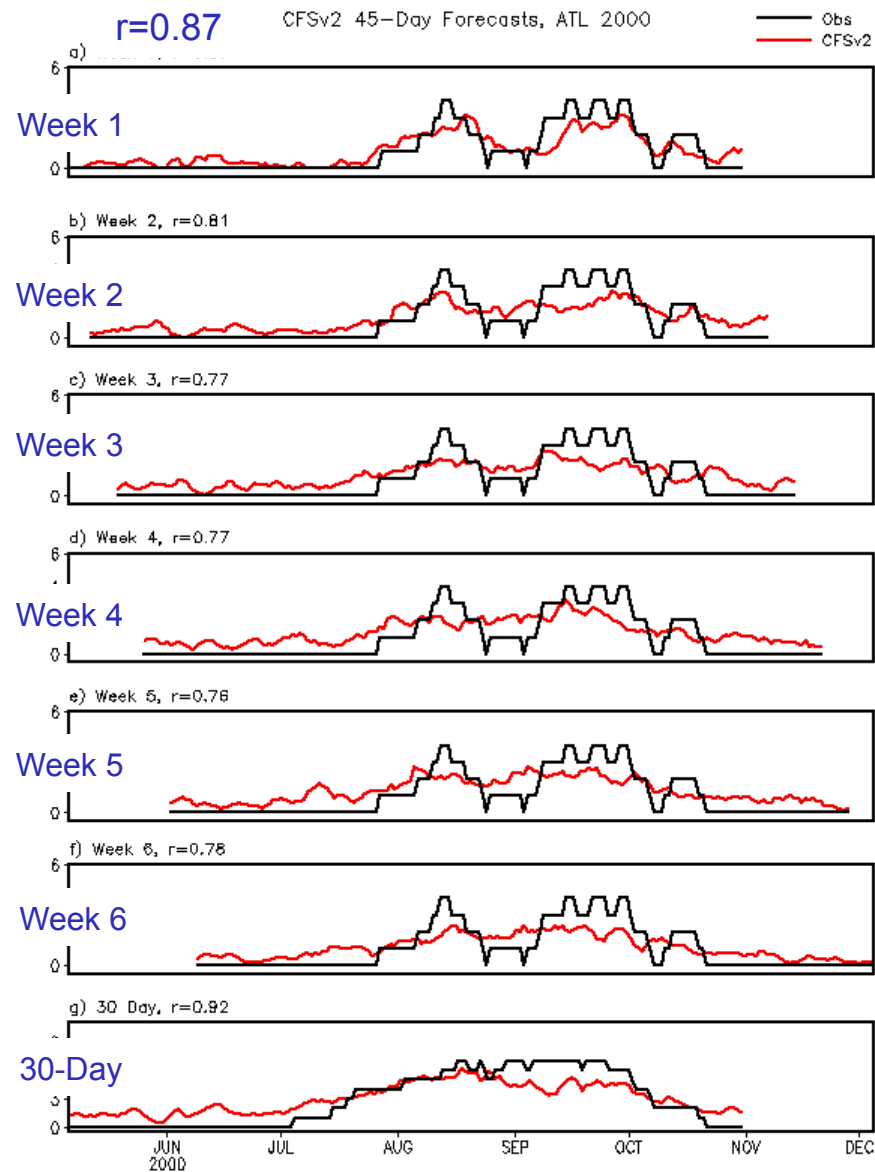 r=0.87
CFSv2 45-Day Forecasts, ATL 2000
Obs
CFSv2
a)
6
Week 1
0
b) Week 2, r=0.81
6
Week 2
0
c) Week 3, r=0.77
6
Week 3
0
d) Week 4, r=0.77
6
Week 4
0
e) Week 5, r=0.76
6
Week 5
0
f) Week 6, r=0.78
6
Week 6
0
g) 30 Day, r=0.92
30-Day
3
0
JUN JUL AUG SEP OCT NOV DEC
2000